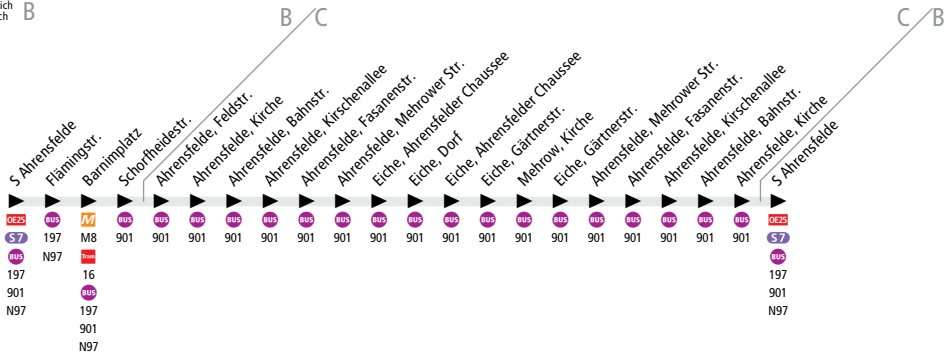 ich
ch
B
B
C
C
B
S Ahrensfelde
Flämingstr.
Barnimplatz
Schorfheidestr.
Ahrensfelde, Feldstr.
Ahrensfelde, Kirche
Ahrensfelde, Bahnstr.
Ahrensfelde, Kirschenallee
Ahrensfelde, Fasanenstr.
Ahrensfelde, Mehrower Str.
Eiche, Ahrensfelder Chaussee
Eiche, Dorf
Eiche, Ahrensfelder Chaussee
Eiche, Gärtnerstr.
Mehrow, Kirche
Eiche, Gärtnerstr.
Ahrensfelde, Mehrower Str.
Ahrensfelde, Fasanenstr.
Ahrensfelde, Kirschenallee
Ahrensfelde, Bahnstr.
Ahrensfelde, Kirche
S Ahrensfelde
OE25 BUS M BUS BUS BUS BUS BUS BUS BUS BUS BUS BUS BUS BUS BUS BUS BUS BUS BUS BUS OE25
S7 197 M8 901 901 901 901 901 901 901 901 901 901 901 901 901 901 901 901 901 901 S7
BUS N97 Tram BUS
197 16 197
901 BUS 901
N97 197 N97
901
N97